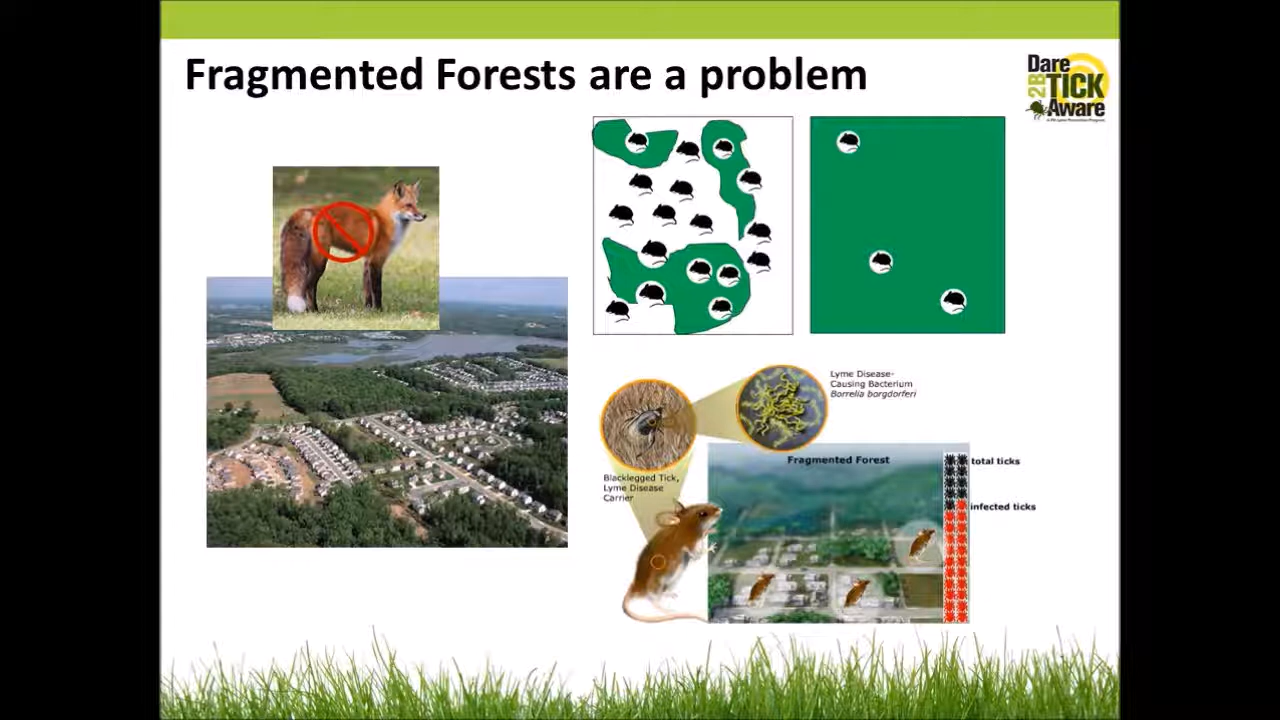 Fragmented Forests are a problem
Dare
2B
TICK
Aware
Lyme Disease-
Causing Bacterium
Borrelia borgdorferi
Blacklegged Tick,
Lyme Disease
Carrier
Fragmented Forest
total ticks
infected ticks